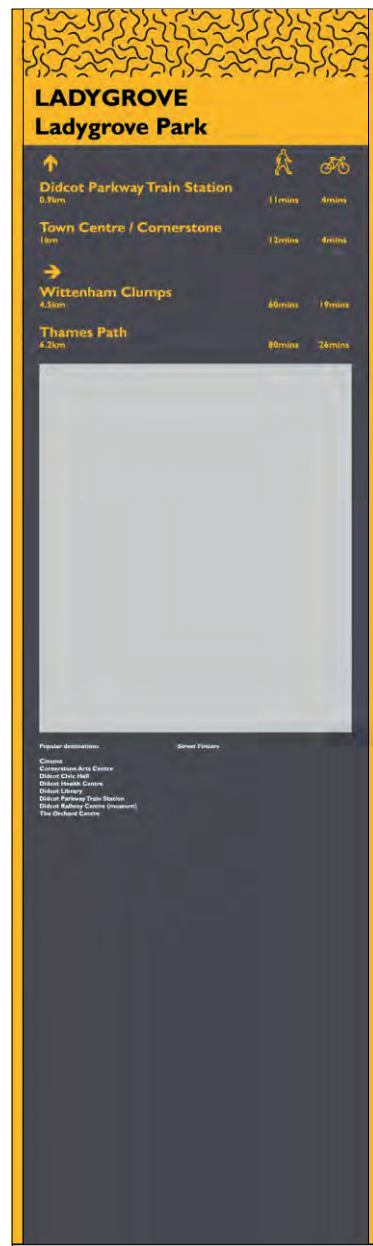 LADYGROVE
Ladygrove Park
Didcot Parkway Train Station
0.9km 11mins 4mins
Town Centre / Cornerstone
1km 12mins 4mins
Wittenham Clumps
4.5km 60mins 19mins
Thames Path
6.2km 80mins 26mins
Popular destinations Street Finders
Cinema
Cornerstone Arts Centre
Didcot Civic Hall
Didcot Health Centre
Didcot Library
Didcot Parkway Train Station
Didcot Railway Centre (museum)
The Orchard Centre